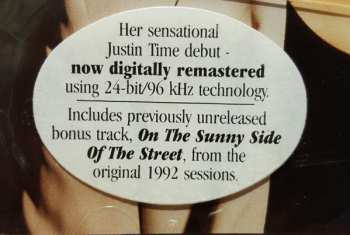 Her sensational
Justin Time debut -
now digitally remastered
using 24-bit/96 kHz technology.
Includes previously unreleased
bonus track, On The Sunny Side
Of The Street, from the
original 1992 sessions.